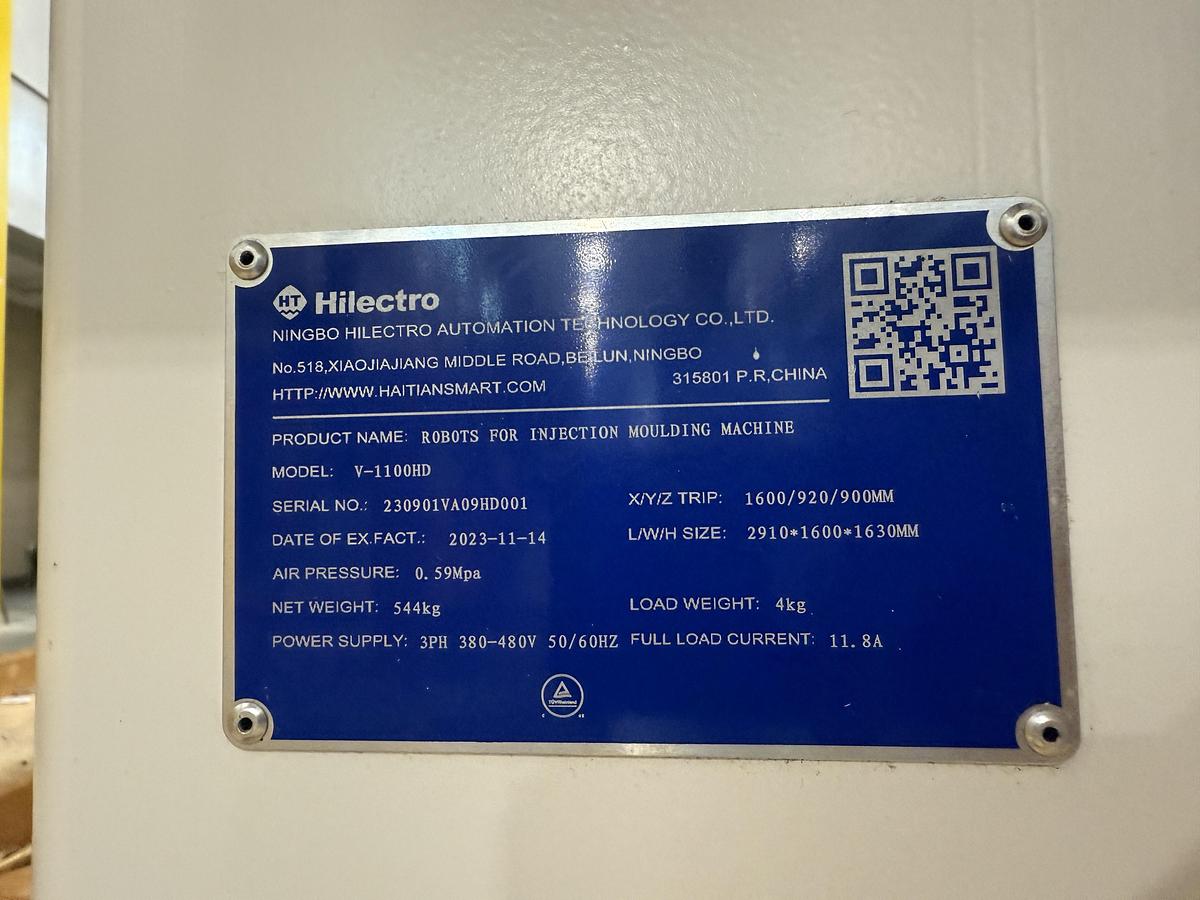 HT Hilectro
NINGBO HILECTRO AUTOMATION TECHNOLOGY CO.,LTD.
No.518,XIAOJIAJIANG MIDDLE ROAD,BEILUN,NINGBO
HTTP://WWW.HAITIANSMART.COM 315801 P.R,CHINA
PRODUCT NAME: ROBOTS FOR INJECTION MOULDING MACHINE
MODEL: V-1100HD
SERIAL NO.: 230901VA09HD001 X/Y/Z TRIP: 1600/920/900MM
DATE OF EX.FACT.: 2023-11-14 L/W/H SIZE: 2910*1600*1630MM
AIR PRESSURE: 0.59Mpa
NET WEIGHT: 544kg LOAD WEIGHT: 4kg
POWER SUPPLY: 3PH 380-480V 50/60HZ FULL LOAD CURRENT: 11.8A
TÜVRheinland
C US